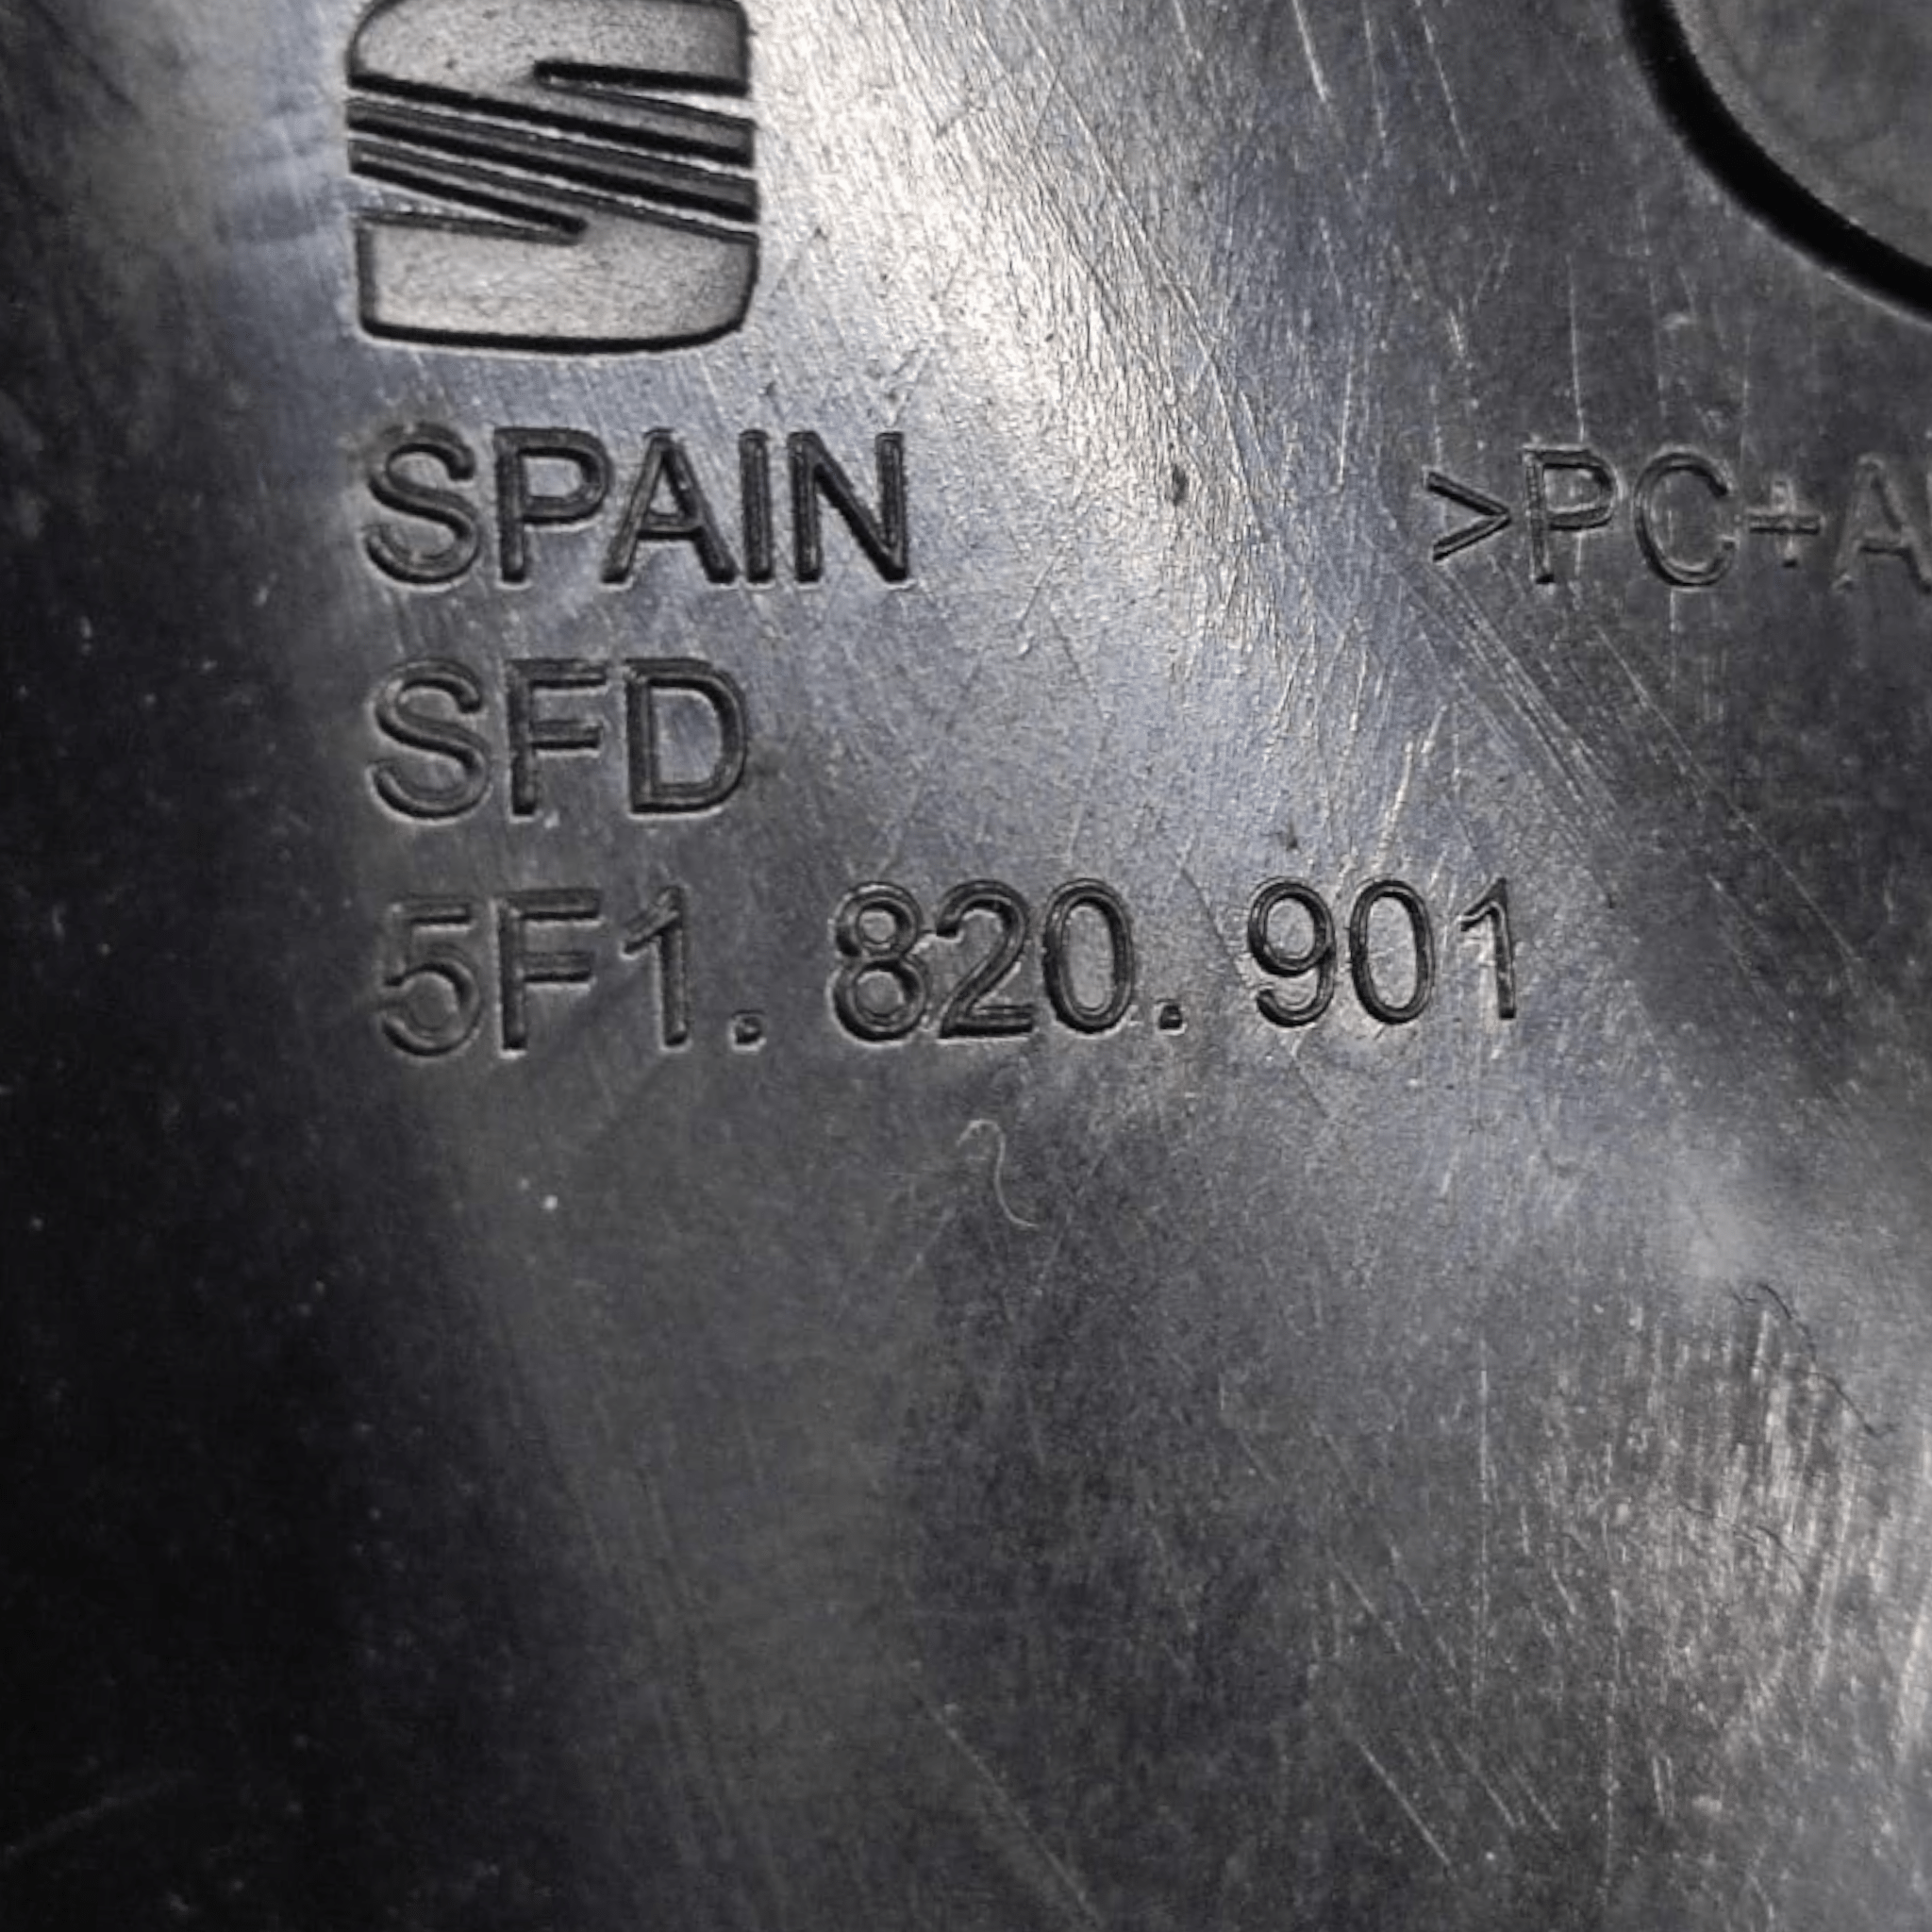 SPAIN >PC+A
SFD
5F1. 820. 901